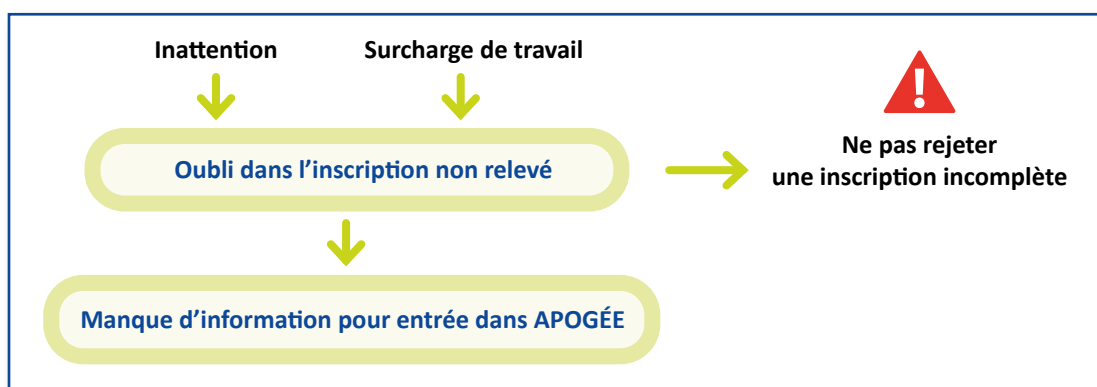 Inattention
Surcharge de travail
Oubli dans l’inscription non relevé
Ne pas rejeter
une inscription incomplète
Manque d’information pour entrée dans APOGÉE